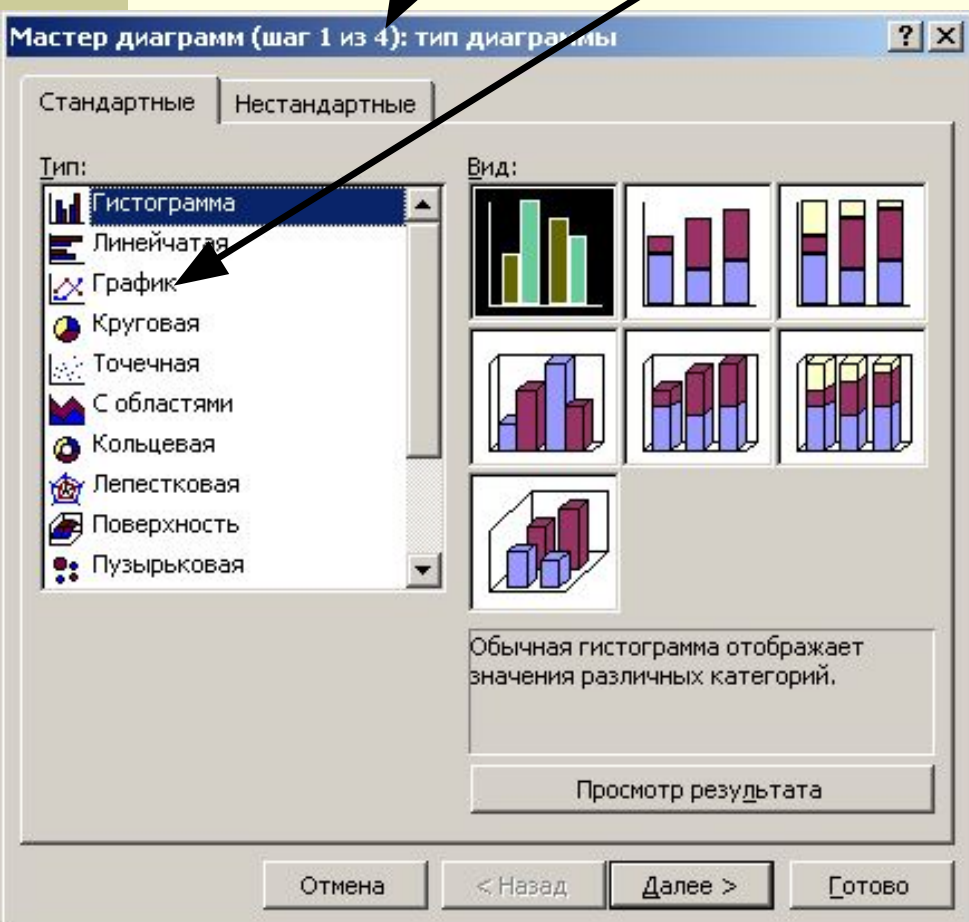 Мастер диаграмм (шаг 1 из 4): тип диаграммы
Стандартные
Нестандартные
Тип:
Гистограмма
Линейчатая
График
Круговая
Точечная
С областями
Кольцевая
Лепестковая
Поверхность
Пузырьковая
Вид:
Обычная гистограмма отображает
значения различных категорий.
Просмотр результата
Отмена
< Назад
Далее >
Готово